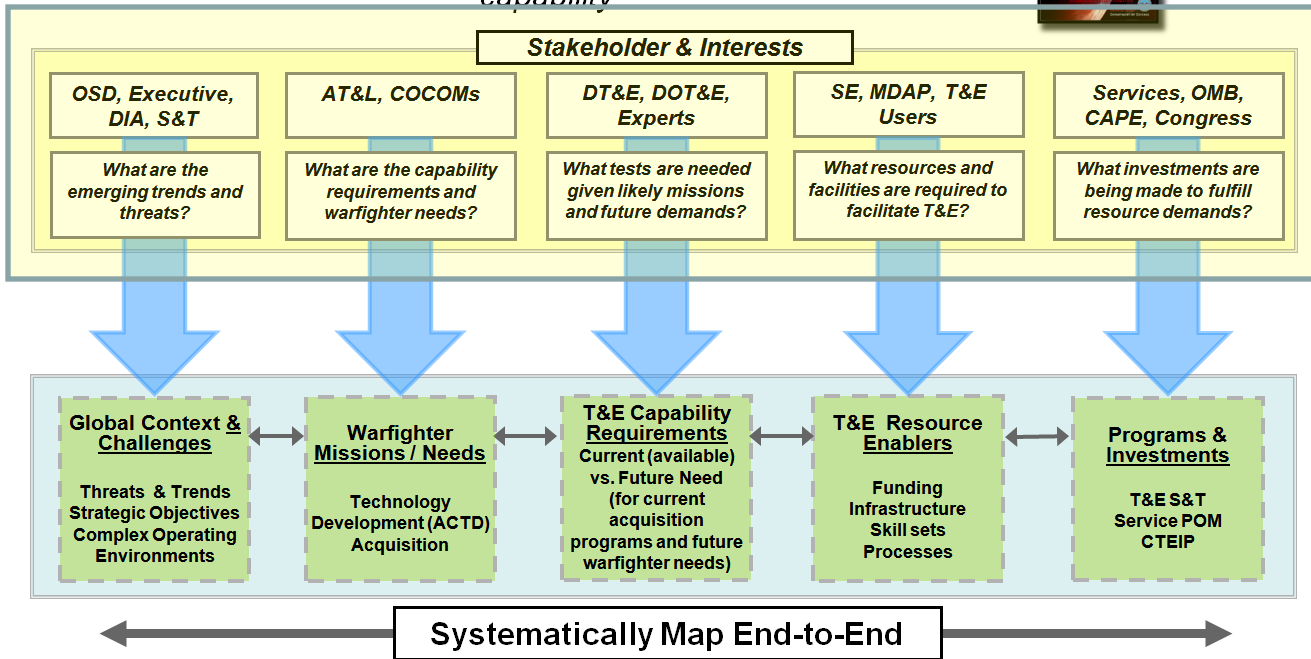 capability
Stakeholder & Interests
OSD, Executive,
DIA, S&T
AT&L, COCOMs
DT&E, DOT&E,
Experts
SE, MDAP, T&E
Users
Services, OMB,
CAPE, Congress
What are the
emerging trends and
threats?
What are the capability
requirements and
warfighter needs?
What tests are needed
given likely missions
and future demands?
What resources and
facilities are required to
facilitate T&E?
What investments are
being made to fulfill
resource demands?
Global Context &
Challenges
Threats & Trends
Strategic Objectives
Complex Operating
Environments
Warfighter
Missions / Needs
Technology
Development (ACTD)
Acquisition
T&E Capability
Requirements
Current (available)
vs. Future Need
(for current
acquisition
programs and future
warfighter needs)
T&E Resource
Enablers
Funding
Infrastructure
Skill sets
Processes
Programs &
Investments
T&E S&T
Service POM
CTEIP
Systematically Map End-to-End